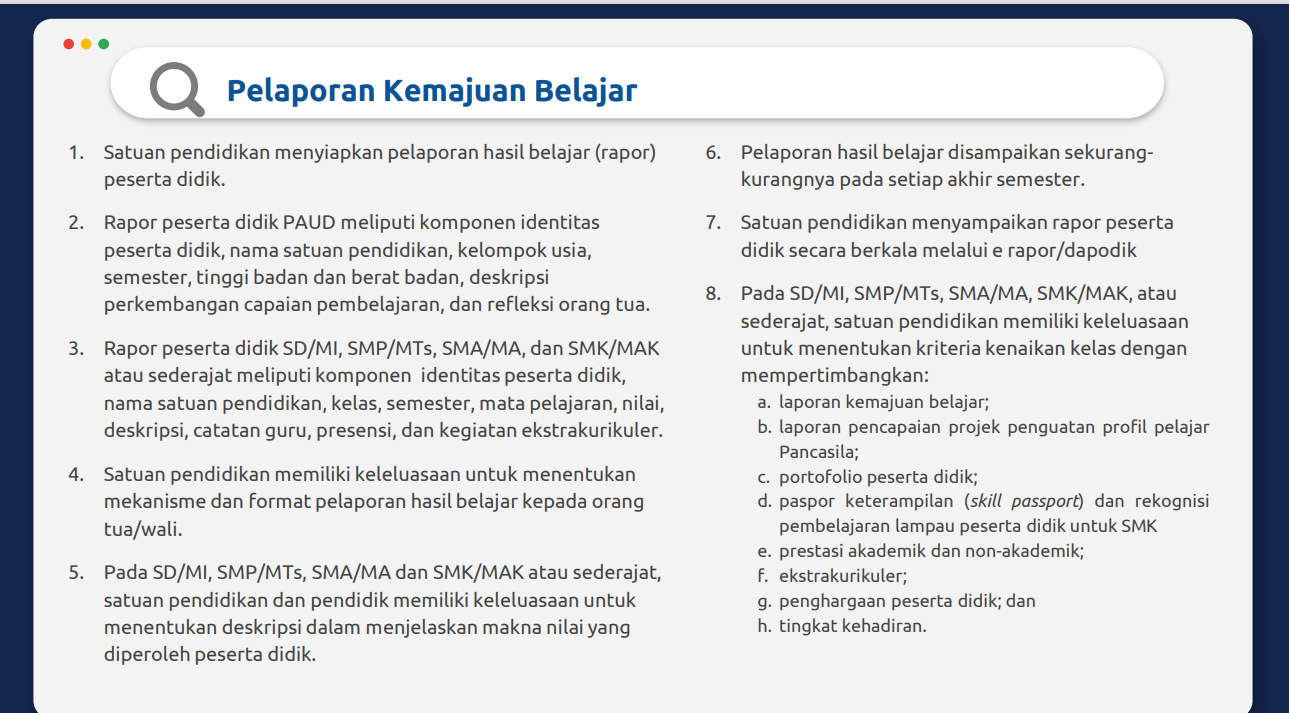 Pelaporan Kemajuan Belajar
1. Satuan pendidikan menyiapkan pelaporan hasil belajar (rapor)
peserta didik.
2. Rapor peserta didik PAUD meliputi komponen identitas
peserta didik, nama satuan pendidikan, kelompok usia,
semester, tinggi badan dan berat badan, deskripsi
perkembangan capaian pembelajaran, dan refleksi orang tua.
3. Rapor peserta didik SD/MI, SMP/MTs, SMA/MA, dan SMK/MAK
atau sederajat meliputi komponen identitas peserta didik,
nama satuan pendidikan, kelas, semester, mata pelajaran, nilai,
deskripsi, catatan guru, presensi, dan kegiatan ekstrakurikuler.
4. Satuan pendidikan memiliki keleluasaan untuk menentukan
mekanisme dan format pelaporan hasil belajar kepada orang
tua/wali.
5. Pada SD/MI, SMP/MTs, SMA/MA dan SMK/MAK atau sederajat,
satuan pendidikan dan pendidik memiliki keleluasaan untuk
menentukan deskripsi dalam menjelaskan makna nilai yang
diperoleh peserta didik.
6. Pelaporan hasil belajar disampaikan sekurang-
kurangnya pada setiap akhir semester.
7. Satuan pendidikan menyampaikan rapor peserta
didik secara berkala melalui e rapor/dapodik
8. Pada SD/MI, SMP/MTs, SMA/MA, SMK/MAK, atau
sederajat, satuan pendidikan memiliki keleluasaan
untuk menentukan kriteria kenaikan kelas dengan
mempertimbangkan:
a. laporan kemajuan belajar;
b. laporan pencapaian projek penguatan profil pelajar
Pancasila;
c. portofolio peserta didik;
d. paspor keterampilan (skill passport) dan rekognisi
pembelajaran lampau peserta didik untuk SMK
e. prestasi akademik dan non-akademik;
f. ekstrakurikuler;
g. penghargaan peserta didik; dan
h. tingkat kehadiran.